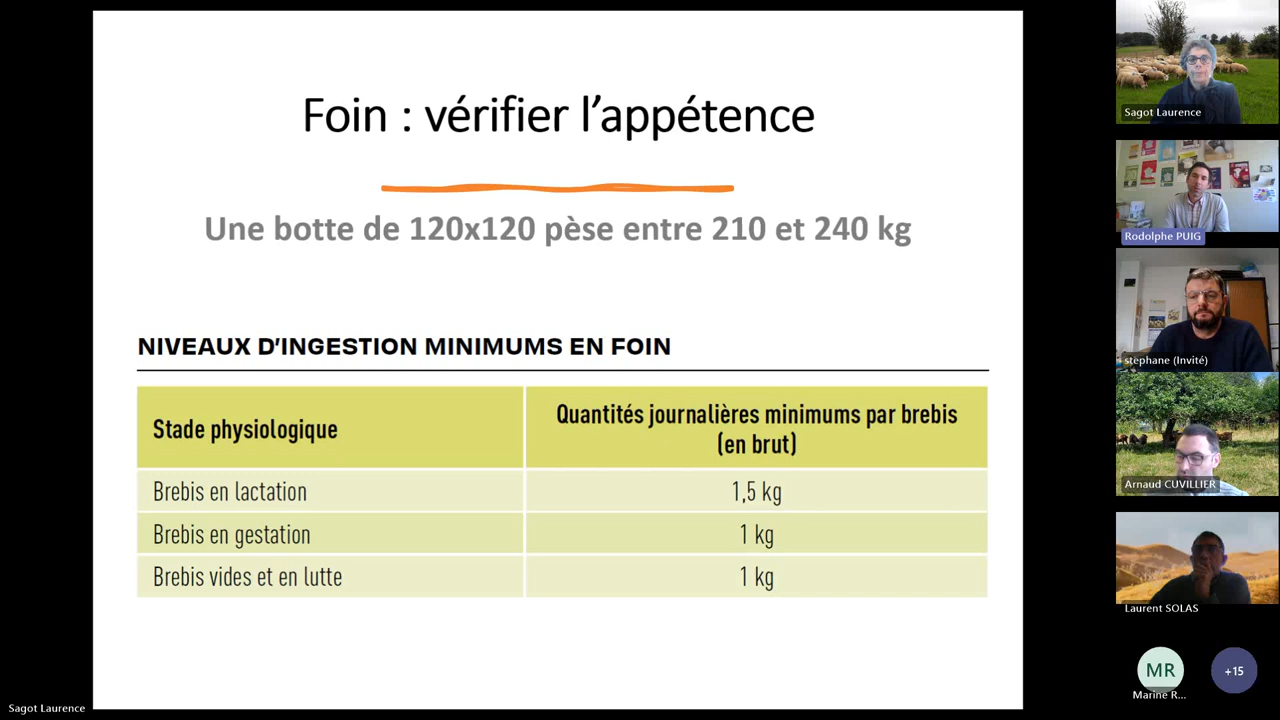 Foin : vérifier l’appétence
Une botte de 120x120 pèse entre 210 et 240 kg
NIVEAUX D’INGESTION MINIMUMS EN FOIN
Stade physiologique
Quantités journalières minimums par brebis
(en brut)
Brebis en lactation
1,5 kg
Brebis en gestation
1 kg
Brebis vides et en lutte
1 kg
Sagot Laurence
Sagot Laurence
Rodolphe PUIG
stephane (Invité)
Arnaud CUVILLIER
Laurent SOLAS
MR
Marine R...
+15